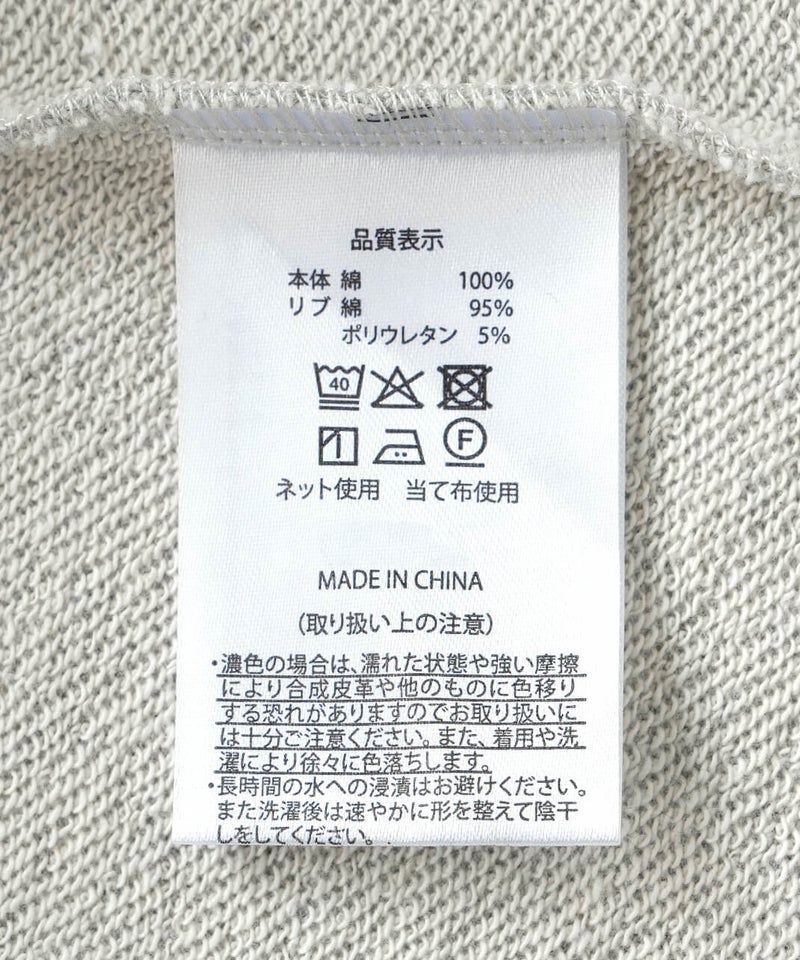 品質表示
本体 綿 100%
リブ 綿 95%
ポリウレタン 5%
40
F
ネット使用 当て布使用
MADE IN CHINA
(取り扱い上の注意)
・濃色の場合は、濡れた状態や強い摩擦
により合成皮革や他のものに色移り
する恐れがありますのでお取り扱いに
は十分ご注意ください。また、着用や洗
濯により徐々に色落ちします。
・長時間の水への浸漬はお避けください。
また洗濯後は速やかに形を整えて陰干
しをしてください。